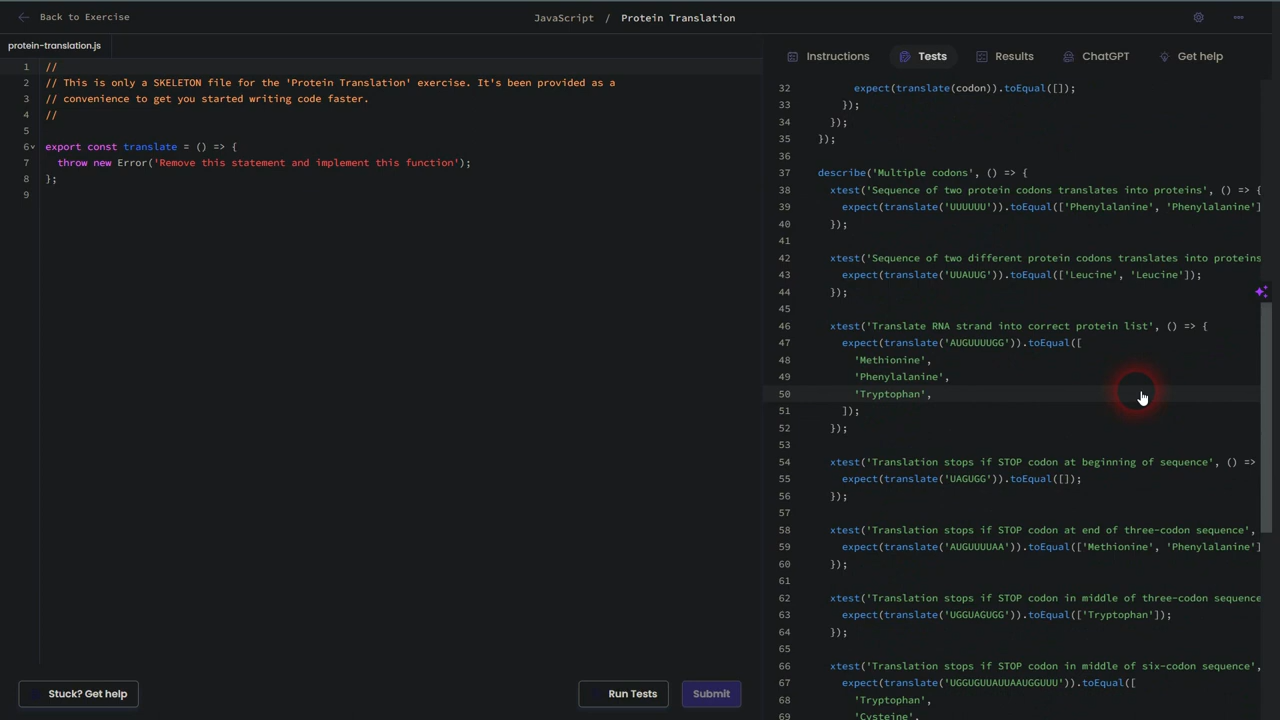 Back to Exercise
JavaScript / Protein Translation
protein-translation.js
1 //
2 // This is only a SKELETON file for the 'Protein Translation' exercise. It's been provided as a
3 // convenience to get you started writing code faster.
4 //
5
6 export const translate = () => {
7 throw new Error('Remove this statement and implement this function');
8 };
9
Stuck? Get help
Run Tests
Submit
Instructions Tests Results ChatGPT Get help
32 expect(translate(codon)).toEqual([]);
33 });
34 });
35 });
36
37 describe('Multiple codons', () => {
38 xtest('Sequence of two protein codons translates into proteins', () => {
39 expect(translate('UUUUUU')).toEqual(['Phenylalanine', 'Phenylalanine']
40 });
41
42 xtest('Sequence of two different protein codons translates into proteins
43 expect(translate('UUAUUG')).toEqual(['Leucine', 'Leucine']);
44 });
45
46 xtest('Translate RNA strand into correct protein list', () => {
47 expect(translate('AUGUUUUGG')).toEqual([
48 'Methionine',
49 'Phenylalanine',
50 'Tryptophan',
51 ]);
52 });
53
54 xtest('Translation stops if STOP codon at beginning of sequence', () =>
55 expect(translate('UAGUGG')).toEqual([]);
56 });
57
58 xtest('Translation stops if STOP codon at end of three-codon sequence',
59 expect(translate('AUGUUUUAA')).toEqual(['Methionine', 'Phenylalanine']
60 });
61
62 xtest('Translation stops if STOP codon in middle of three-codon sequence
63 expect(translate('UGGUAGUGG')).toEqual(['Tryptophan']);
64 });
65
66 xtest('Translation stops if STOP codon in middle of six-codon sequence',
67 expect(translate('UGGUGUUAUUAAUGGUUU')).toEqual([
68 'Tryptophan',
69 'Cysteine',